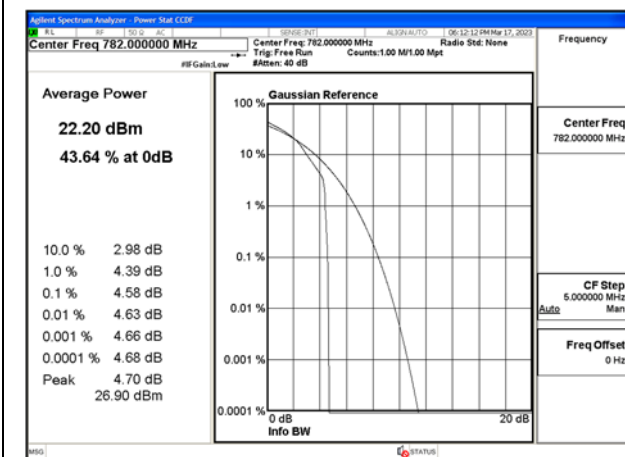 Agilent Spectrum Analyzer - Power Stat CCDF
RL RF 50 Ω AC SENSE:INT ALIGN AUTO 06:12:12 PM Mar 17, 2023
Center Freq 782.000000 MHz
Center Freq: 782.000000 MHz Radio Std: None
Trig: Free Run Counts:1.00 M/1.00 Mpt
#IFGain:Low #Atten: 40 dB
Frequency
Average Power
22.20 dBm
43.64 % at 0dB
10.0 % 2.98 dB
1.0 % 4.39 dB
0.1 % 4.58 dB
0.01 % 4.63 dB
0.001 % 4.66 dB
0.0001 % 4.68 dB
Peak 4.70 dB
26.90 dBm
Gaussian Reference
100 %
10 %
1 %
0.1 %
0.01 %
0.001 %
0.0001 %
0 dB 20 dB
Info BW
Center Freq
782.000000 MHz
CF Step
5.000000 MHz
Auto Man
Freq Offset
0 Hz
MSG STATUS